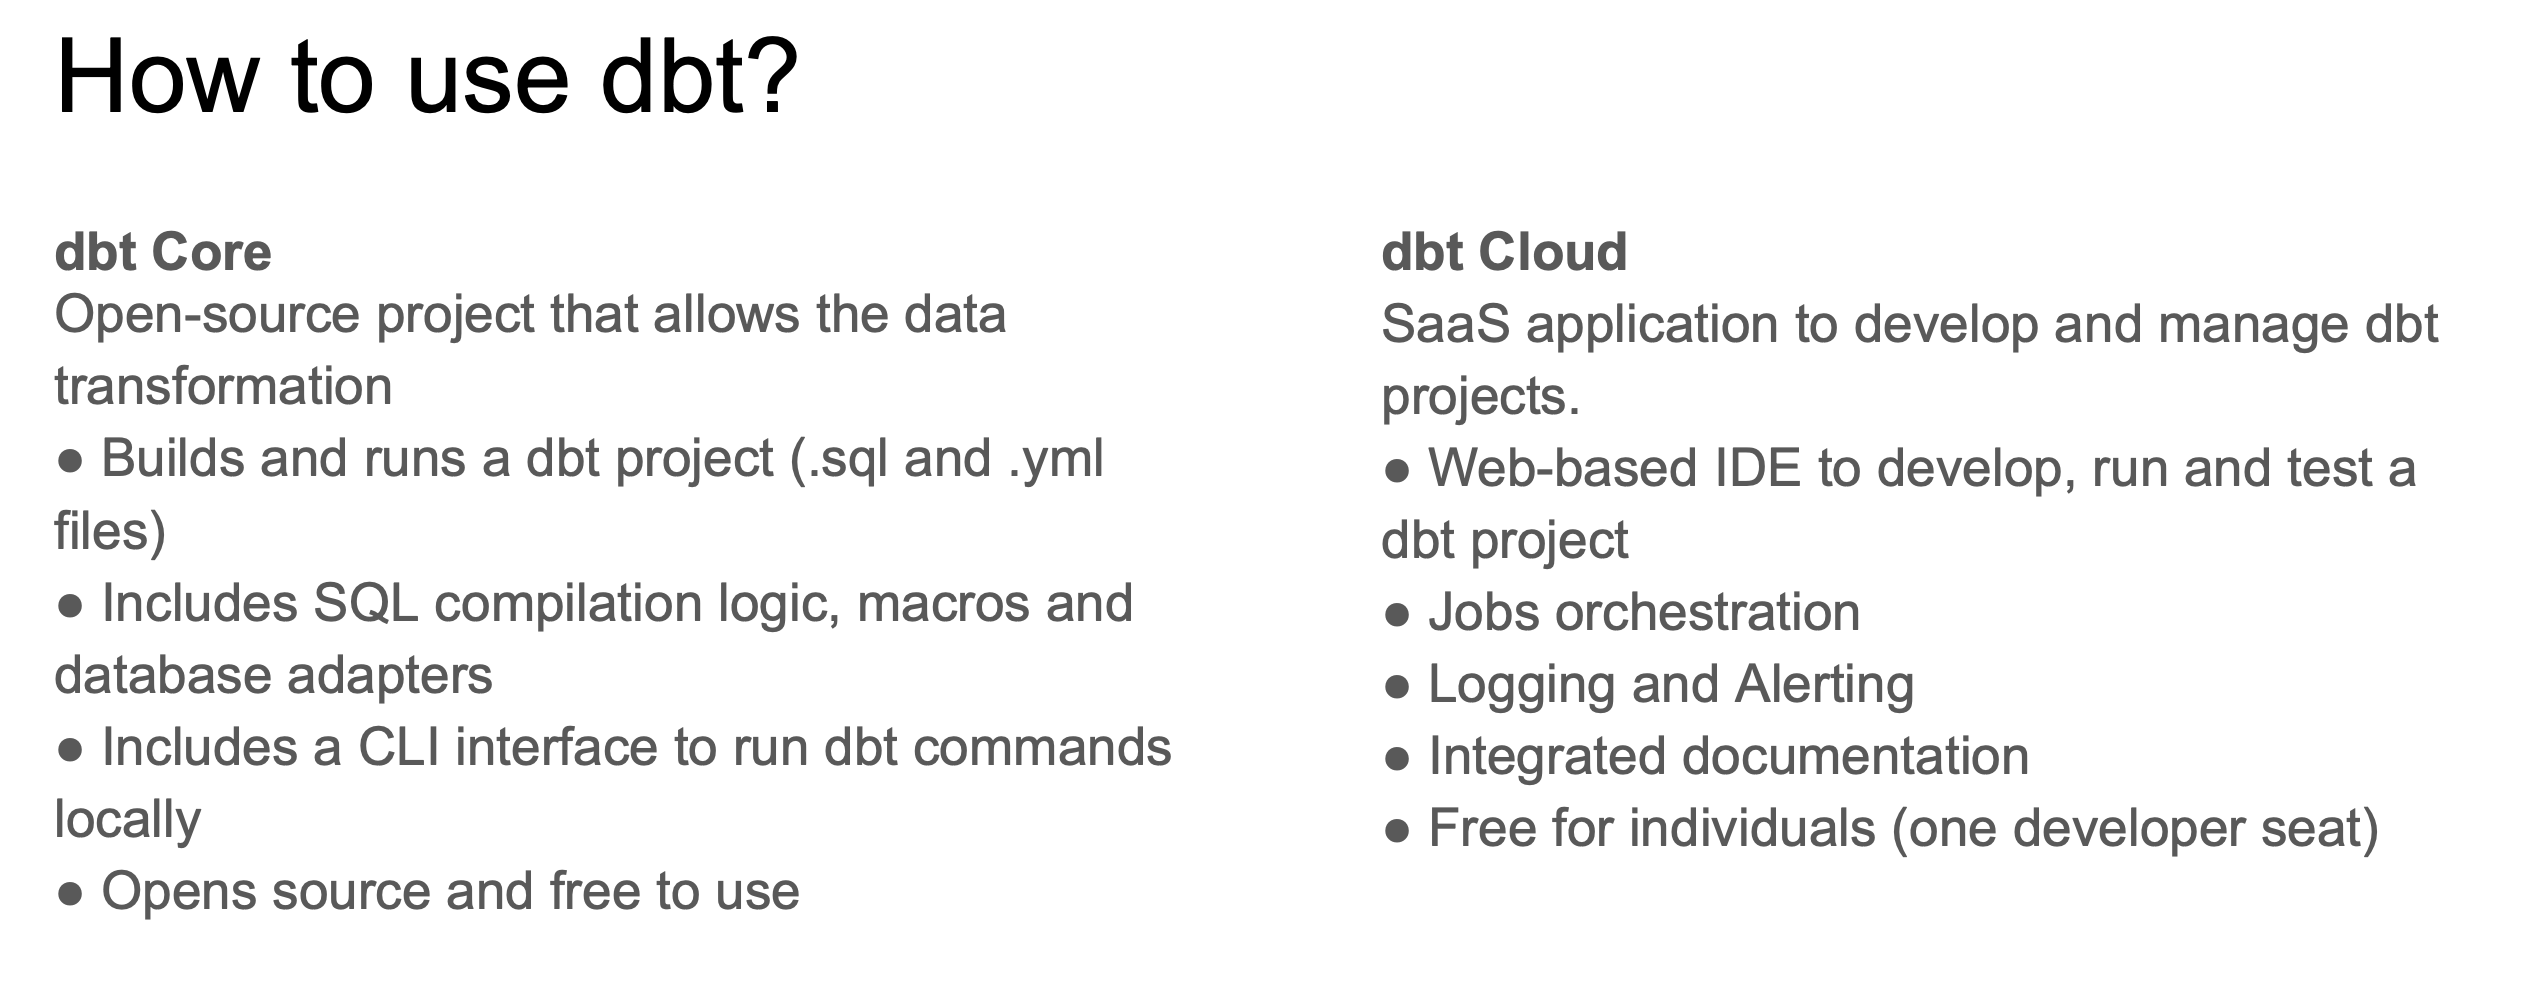 How to use dbt?
dbt Core
Open-source project that allows the data
transformation
● Builds and runs a dbt project (.sql and .yml
files)
● Includes SQL compilation logic, macros and
database adapters
● Includes a CLI interface to run dbt commands
locally
● Opens source and free to use
dbt Cloud
SaaS application to develop and manage dbt
projects.
● Web-based IDE to develop, run and test a
dbt project
● Jobs orchestration
● Logging and Alerting
● Integrated documentation
● Free for individuals (one developer seat)